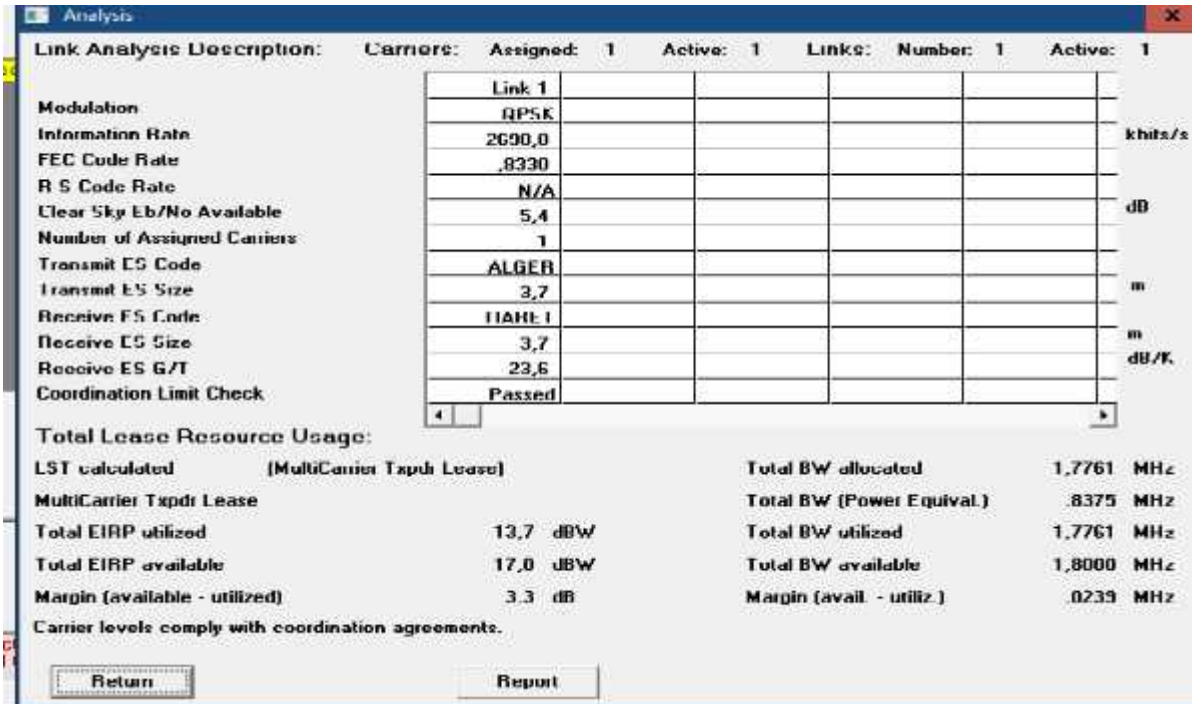 Analysis
Link Analysis Description: Carriers: Assigned: 1 Active: 1 Links: Number: 1 Active: 1
Link 1
Modulation QPSK
Information Rate kbits/s
FEC Code Rate ,8330
R S Code Rate N/A
Clear Sky Eb/No Available 5,4 dB
Number of Assigned Carriers 1
Transmit ES Code ALGER
Transmit ES Size 3,7 m
Receive ES Code
Receive ES Size 3,7 m
Receive ES G/T 23,6 dB/K
Coordination Limit Check Passed
Total Lease Resource Usage:
LST calculated (MultiCarrier Txpdr Lease) Total BW allocated 1,7761 MHz
MultiCarrier Txpdr Lease Total BW (Power Equival.) ,8375 MHz
Total EIRP utilized 13,7 dBW Total BW utilized 1,7761 MHz
Total EIRP available 17,0 dBW Total BW available 1,8000 MHz
Margin (available - utilized) 3,3 dB Margin (avail. - utiliz.) ,0239 MHz
Carrier levels comply with coordination agreements.
Return Report